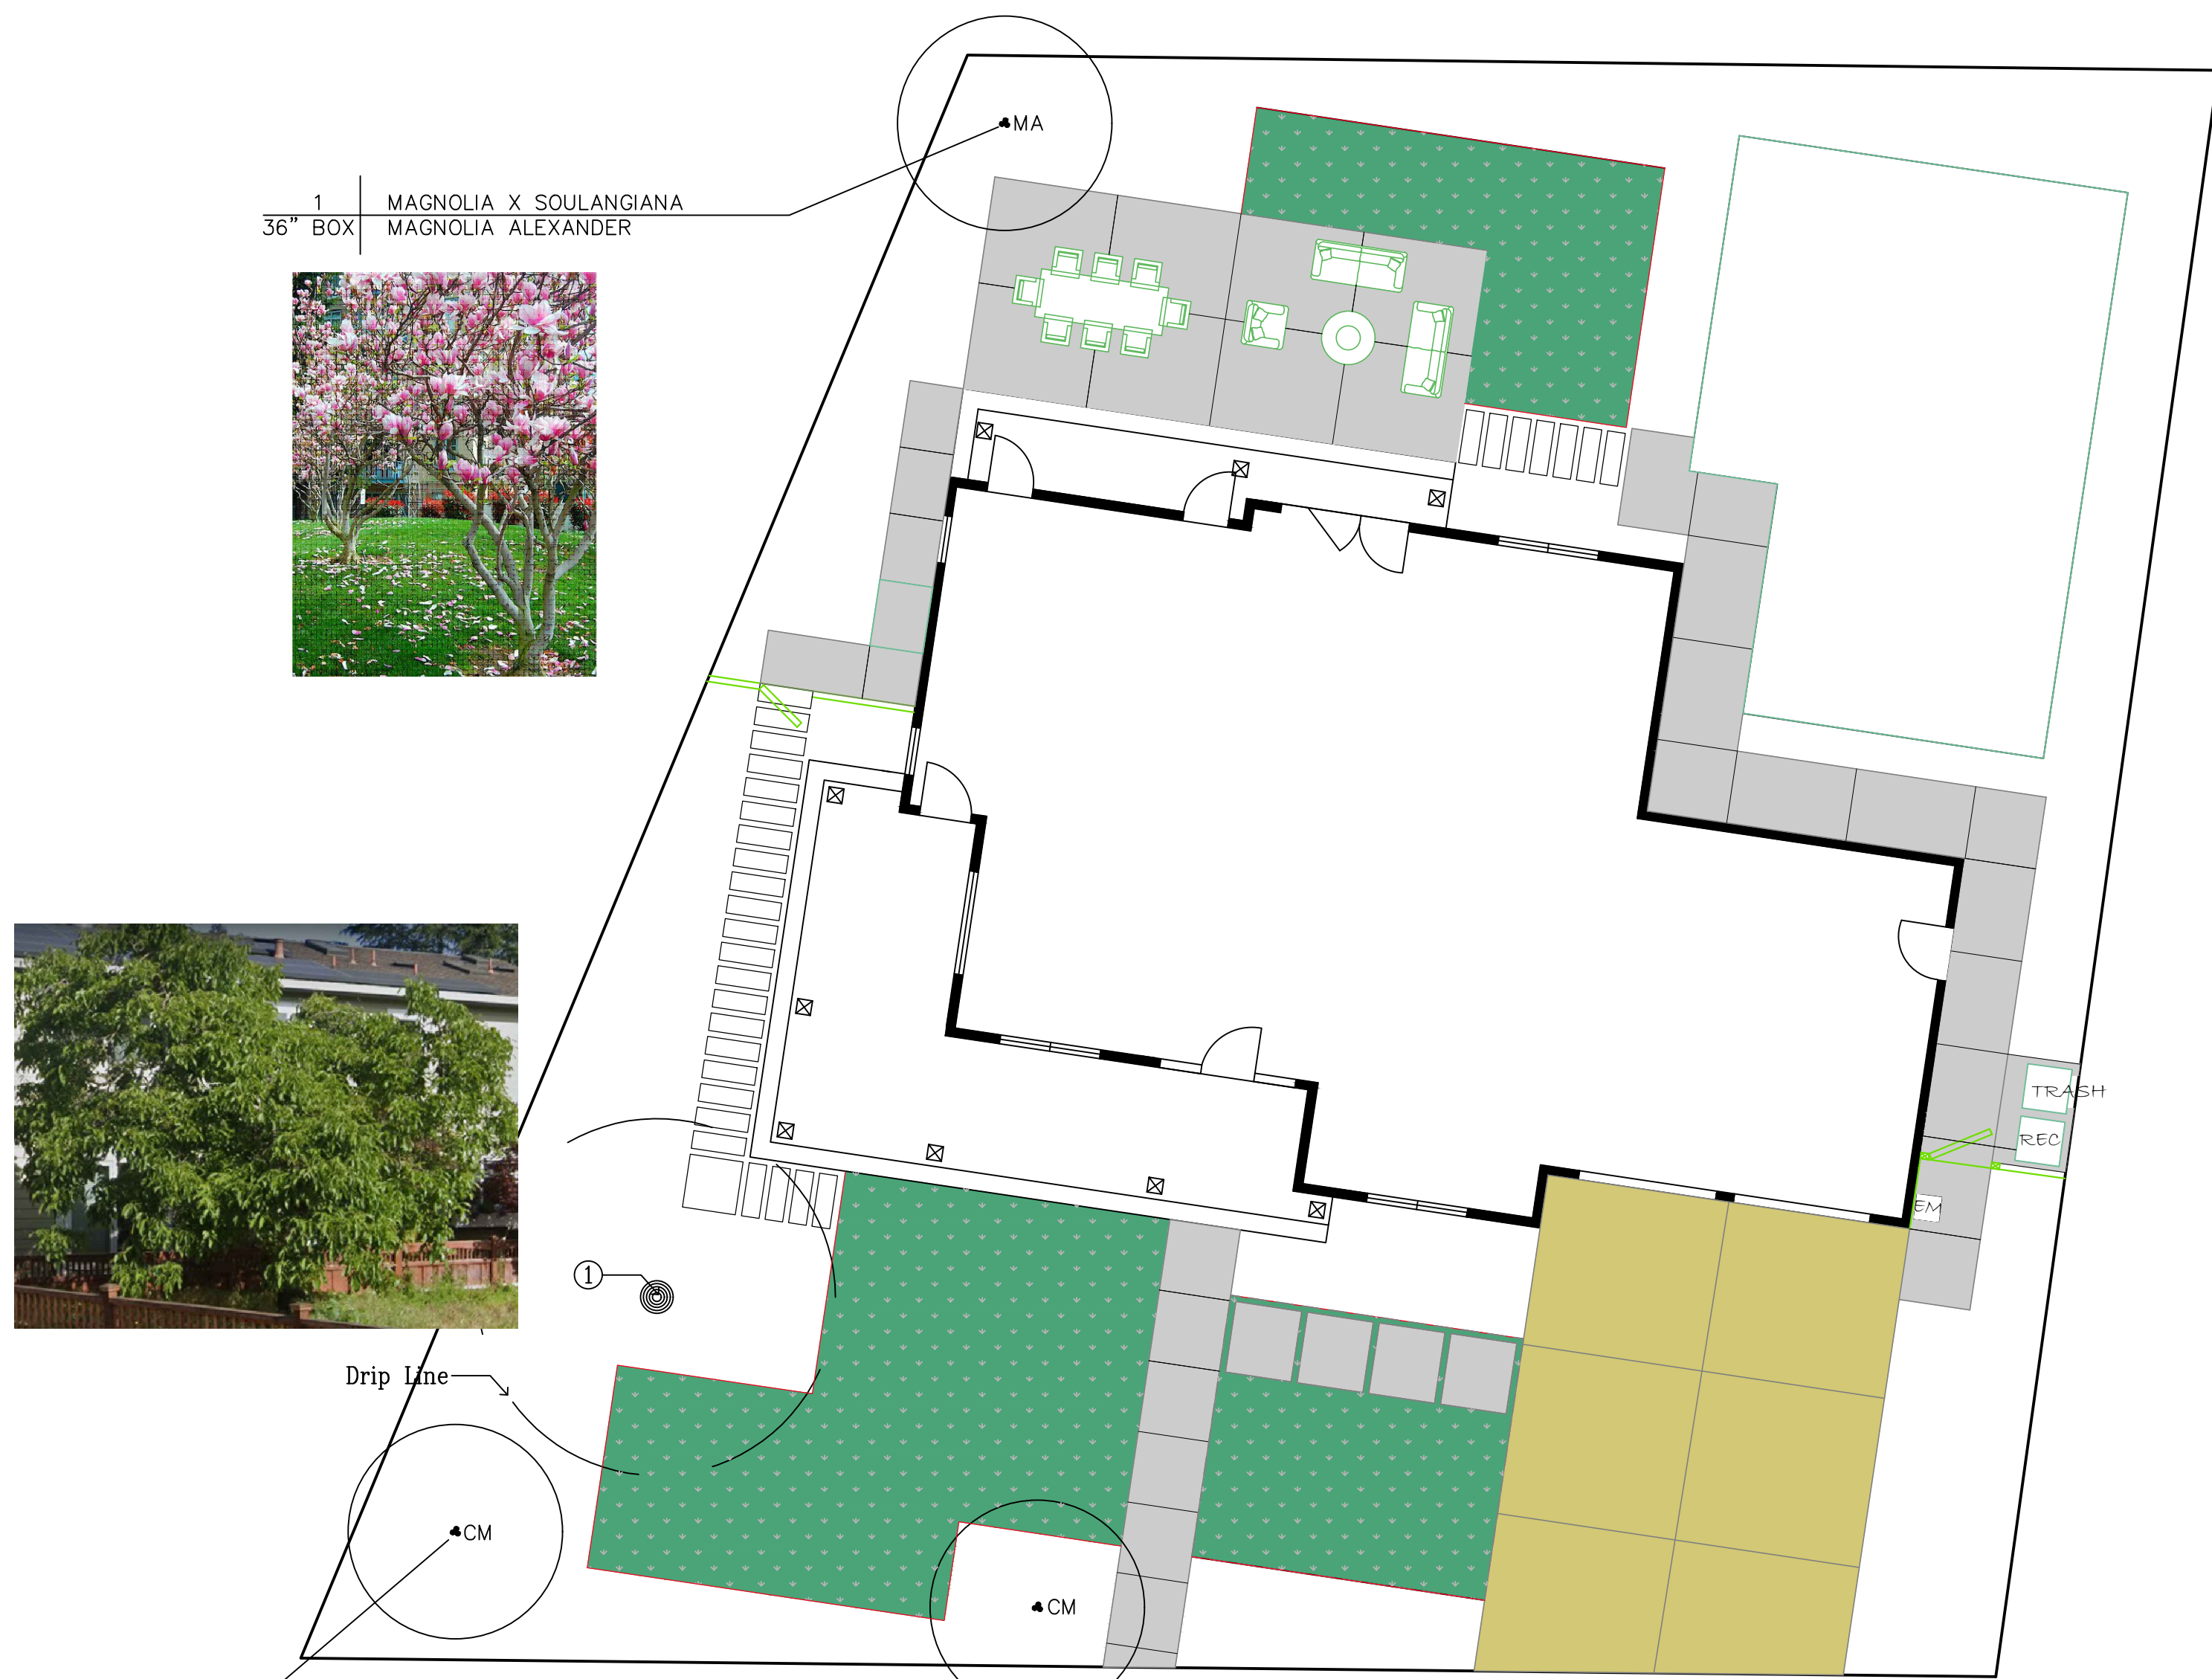 MA
1 MAGNOLIA X SOULANGIANA
36" BOX MAGNOLIA ALEXANDER
TRASH
REC
EM
1
Drip Line
CM
CM